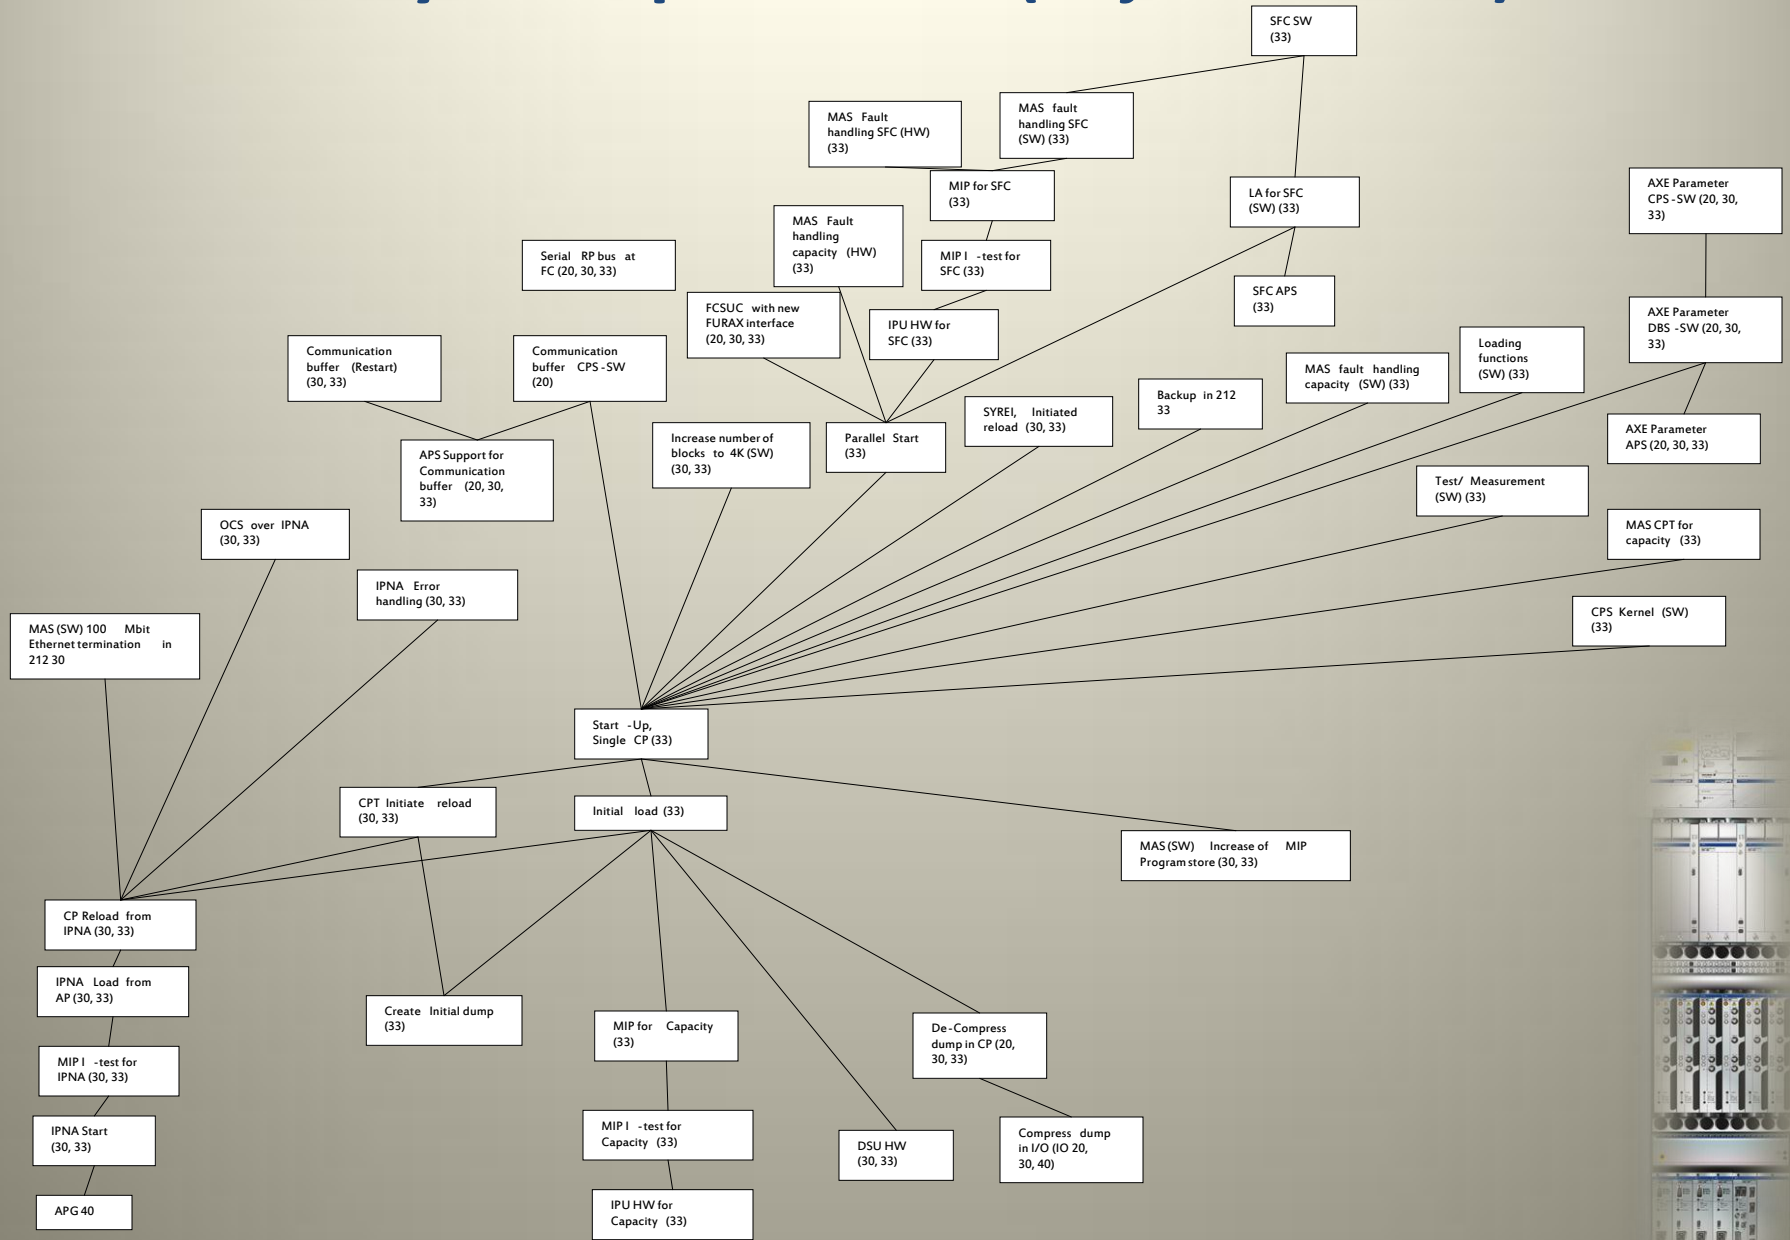 SFC SW
(33)
MAS Fault
handling SFC (HW)
(33)
MAS fault
handling SFC
(SW) (33)
MIP for SFC
(33)
LA for SFC
(SW) (33)
AXE Parameter
CPS -SW (20, 30,
33)
MAS Fault
handling
capacity (HW)
(33)
Serial RP bus at
FC (20, 30, 33)
MIP I -test for
SFC (33)
SFC APS
(33)
FCSUC with new
FURAX interface
(20, 30, 33)
IPU HW for
SFC (33)
AXE Parameter
DBS -SW (20, 30,
33)
Communication
buffer (Restart)
(30, 33)
Communication
buffer CPS -SW
(20)
MAS fault handling
capacity (SW) (33)
Loading
functions
(SW) (33)
Backup in 212
33
SYREI, Initiated
reload (30, 33)
AXE Parameter
APS (20, 30, 33)
APS Support for
Communication
buffer (20, 30,
33)
Increase number of
blocks to 4K (SW)
(30, 33)
Parallel Start
(33)
Test/ Measurement
(SW) (33)
OCS over IPNA
(30, 33)
MAS CPT for
capacity (33)
IPNA Error
handling (30, 33)
MAS (SW) 100 Mbit
Ethernet termination in
212 30
CPS Kernel (SW)
(33)
Start -Up,
Single CP (33)
CPT Initiate reload
(30, 33)
Initial load (33)
MAS (SW) Increase of MIP
Program store (30, 33)
CP Reload from
IPNA (30, 33)
IPNA Load from
AP (30, 33)
Create Initial dump
(33)
MIP for Capacity
(33)
De-Compress
dump in CP (20,
30, 33)
MIP I -test for
IPNA (30, 33)
IPNA Start
(30, 33)
MIP I -test for
Capacity (33)
DSU HW
(30, 33)
Compress dump
in I/O (IO 20,
30, 40)
APG 40
IPU HW for
Capacity (33)